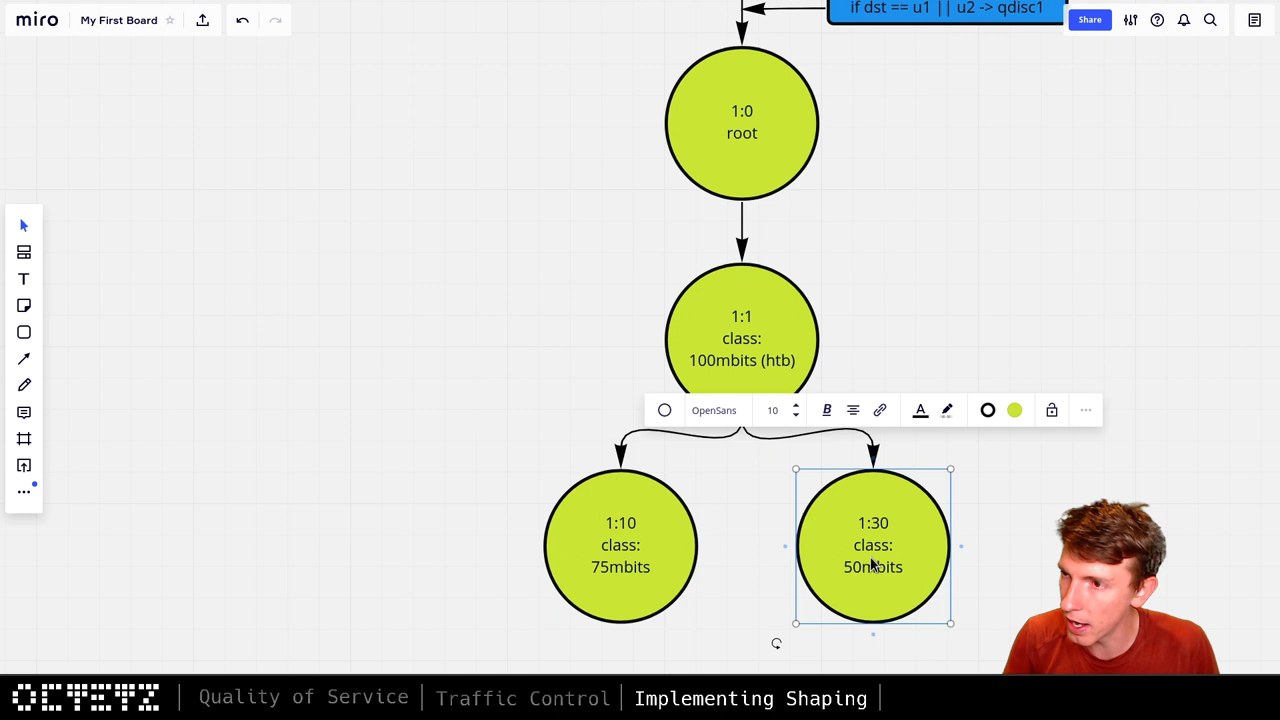 miro
My First Board
if dst == u1 || u2 -> qdisc1
Share
1:0
root
1:1
class:
100mbits (htb)
OpenSans
10
B
A
T
1:10
class:
75mbits
1:30
class:
50mbits
OCTETZ
Quality of Service
Traffic Control
Implementing Shaping